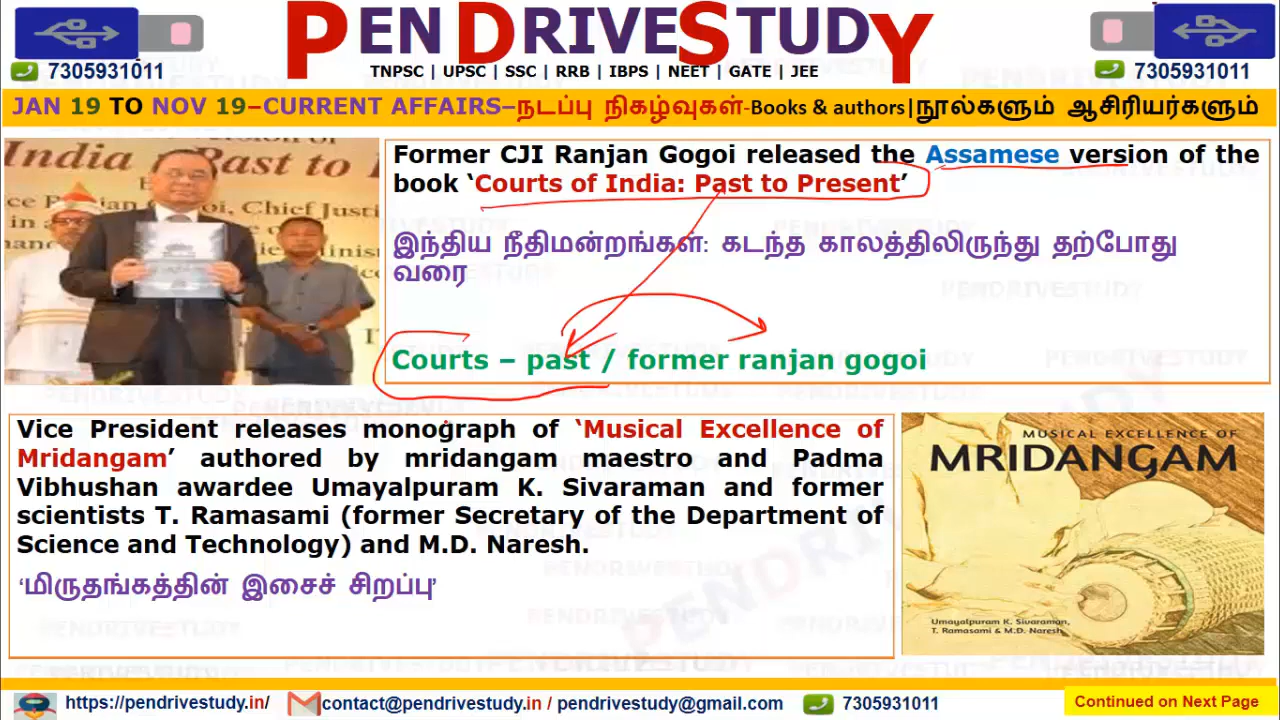 PENDRIVESTUDY
TNPSC | UPSC | SSC | RRB | IBPS | NEET | GATE | JEE
7305931011
7305931011
JAN 19 TO NOV 19–CURRENT AFFAIRS–நடப்பு நிகழ்வுகள்-Books & authors|நூல்களும் ஆசிரியர்களும்
India : Past to
Former CJI Ranjan Gogoi released the Assamese version of the
book ‘Courts of India: Past to Present’
இந்திய நீதிமன்றங்கள்: கடந்த காலத்திலிருந்து தற்போது
வரை
Courts – past / former ranjan gogoi
Vice President releases monograph of ‘Musical Excellence of
Mridangam’ authored by mridangam maestro and Padma
Vibhushan awardee Umayalpuram K. Sivaraman and former
scientists T. Ramasami (former Secretary of the Department of
Science and Technology) and M.D. Naresh.
‘மிருதங்கத்தின் இசைச் சிறப்பு’
MUSICAL EXCELLENCE OF
MRIDANGAM
Umayalpuram K. Sivaraman,
T. Ramasami & M.D. Naresh
https://pendrivestudy.in/
contact@pendrivestudy.in / pendrivestudy@gmail.com
7305931011
Continued on Next Page